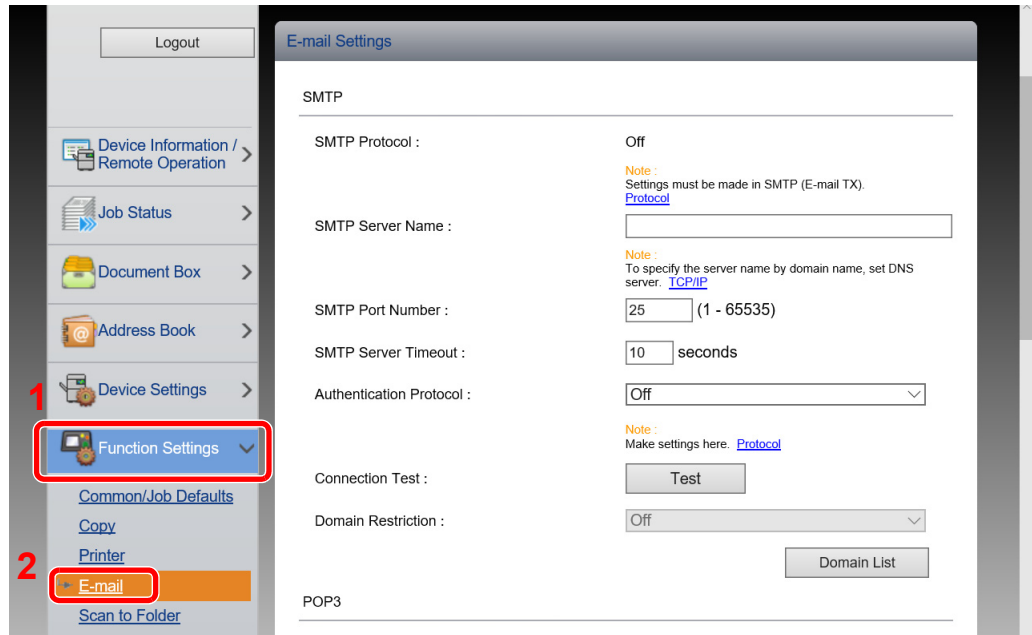 Logout
Device Information /
Remote Operation
Job Status
Document Box
Address Book
1
Device Settings
Function Settings
Common/Job Defaults
Copy
Printer
2
E-mail
Scan to Folder
E-mail Settings
SMTP
SMTP Protocol :
Off
Note :
Settings must be made in SMTP (E-mail TX).
Protocol
SMTP Server Name :
Note :
To specify the server name by domain name, set DNS
server. TCP/IP
SMTP Port Number :
25 (1 - 65535)
SMTP Server Timeout :
10 seconds
Authentication Protocol :
Off
Note :
Make settings here. Protocol
Connection Test :
Test
Domain Restriction :
Off
Domain List
POP3